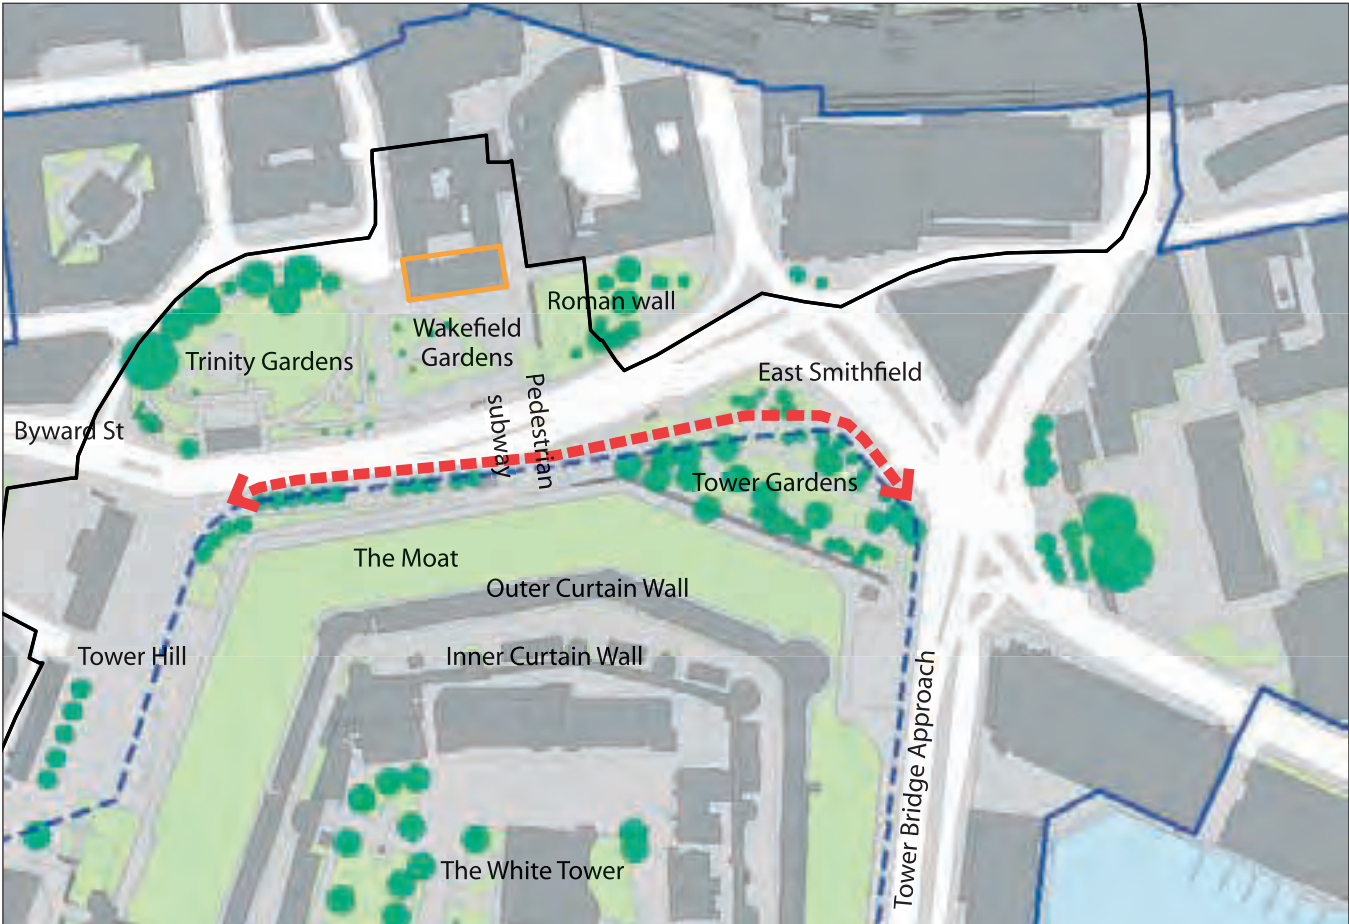 Roman wall
Wakefield
Gardens
Trinity Gardens
East Smithfield
Pedestrian
subway
Byward St
Tower Gardens
The Moat
Outer Curtain Wall
Tower Hill
Inner Curtain Wall
Tower Bridge Approach
The White Tower